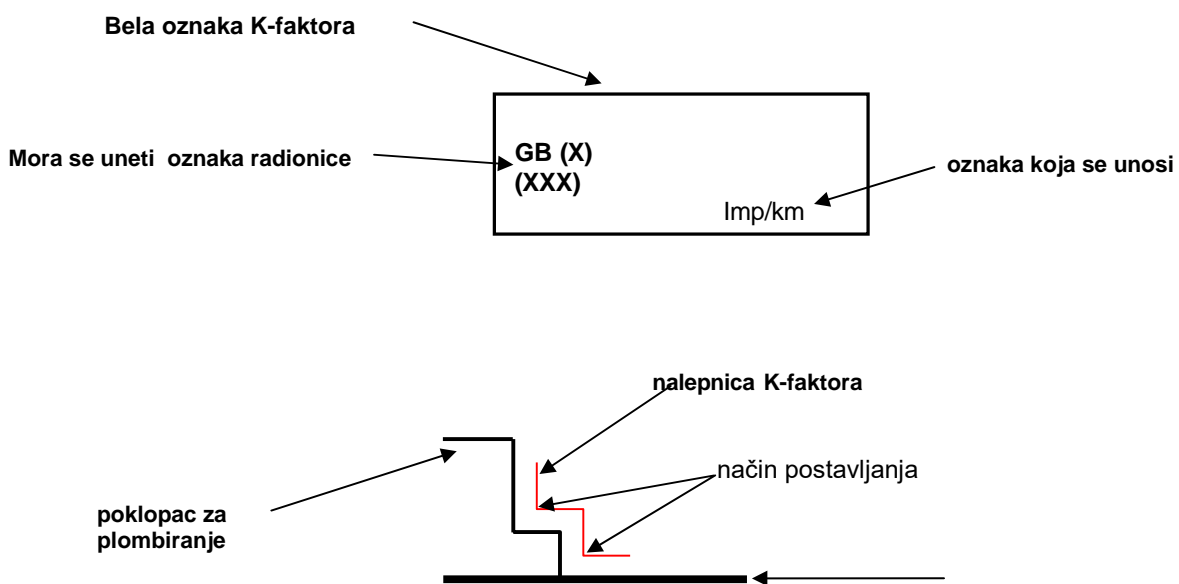 Bela oznaka K-faktora
Mora se uneti oznaka radionice
GB (X)
(XXX)
oznaka koja se unosi
Imp/km
nalepnica K-faktora
način postavljanja
poklopac za
plombiranje